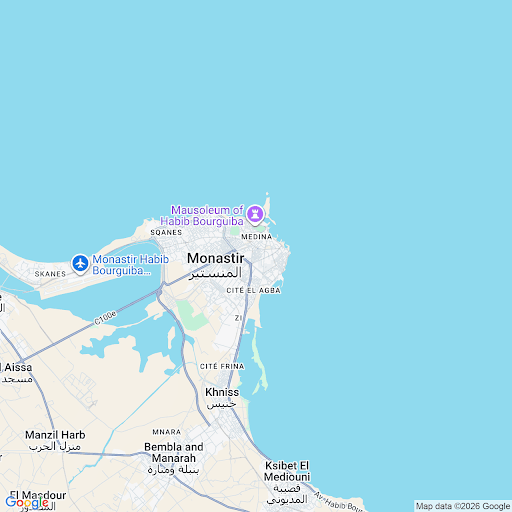 Mausoleum of
Habib Bourguiba
SQANES
MEDINA
Monastir Habib
Bourguiba...
SKANES
Monastir
المنستير
CITÉ EL AGBA
C100e
ZI
CITÉ FRINA
Khniss
خنيس
MNARA
Manzil Harb
منزل الحرب
Bembla and
Manārah
بنبلة ومنارة
Ksibet El
Mediouni
قصيبة
المديوني
El Masdour
Google
Map data ©2026 Google